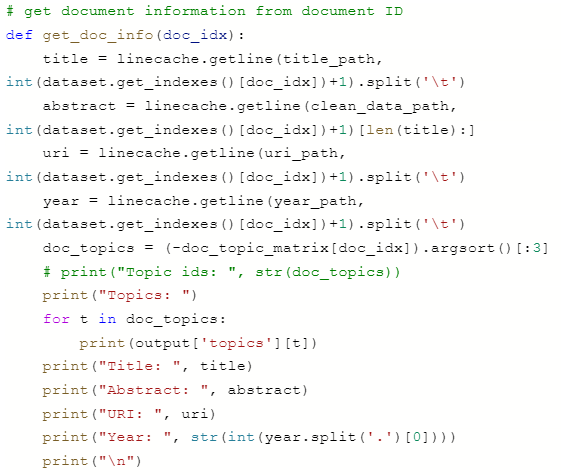 # get document information from document ID
def get_doc_info(doc_idx):
    title = linecache.getline(title_path,
int(dataset.get_indexes()[doc_idx])+1).split('\t')
    abstract = linecache.getline(clean_data_path,
int(dataset.get_indexes()[doc_idx])+1)[len(title):]
    uri = linecache.getline(uri_path,
int(dataset.get_indexes()[doc_idx])+1).split('\t')
    year = linecache.getline(year_path,
int(dataset.get_indexes()[doc_idx])+1).split('\t')
    doc_topics = (-doc_topic_matrix[doc_idx]).argsort()[:3]
    # print("Topic ids: ", str(doc_topics))
    print("Topics: ")
    for t in doc_topics:
        print(output['topics'][t])
    print("Title: ", title)
    print("Abstract: ", abstract)
    print("URI: ", uri)
    print("Year: ", str(int(year.split('.')[0])))
    print("\n")